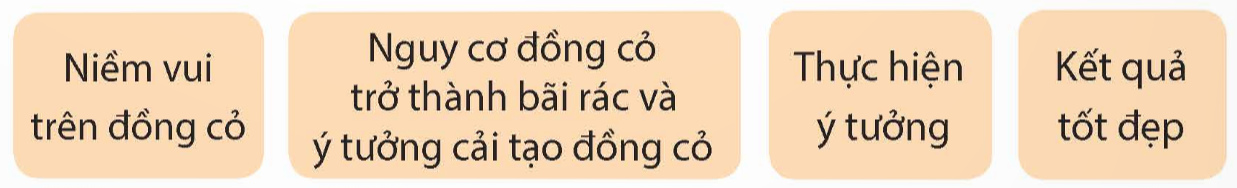 Niềm vui
trên đồng cỏ
Nguy cơ đồng cỏ
trở thành bãi rác và
ý tưởng cải tạo đồng cỏ
Thực hiện
ý tưởng
Kết quả
tốt đẹp